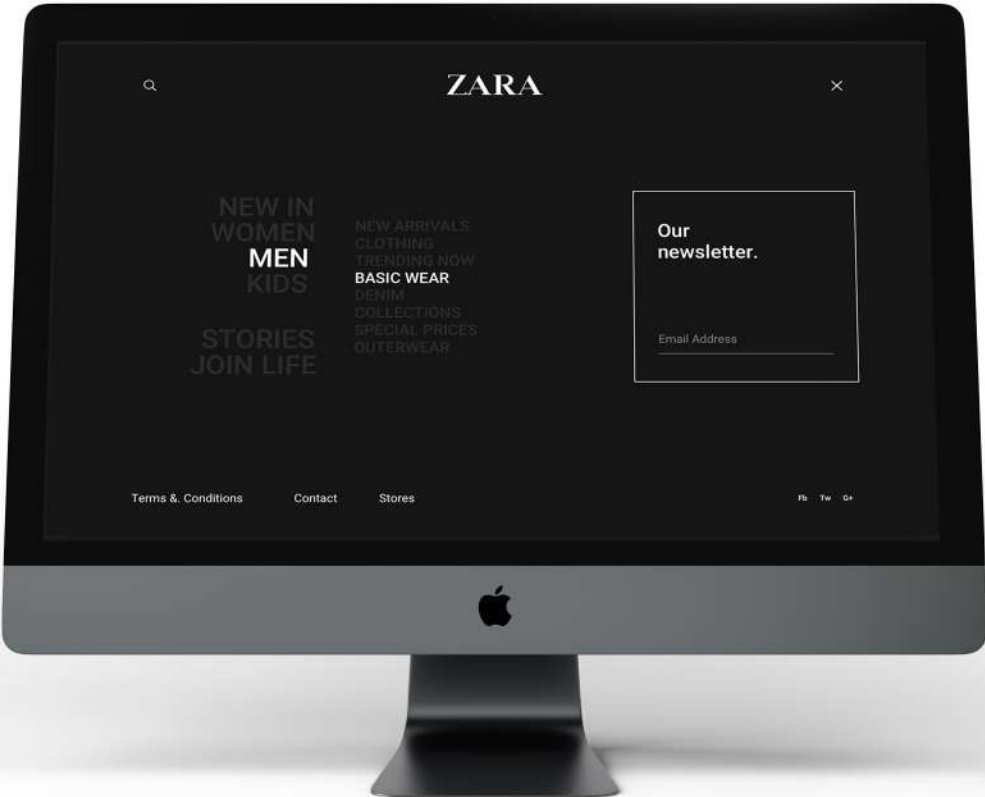 ZARA
NEW IN
WOMEN
MEN
KIDS
STORIES
JOIN LIFE
NEW ARRIVALS
CLOTHING
TRENDING NOW
BASIC WEAR
DENIM
COLLECTIONS
SPECIAL PRICES
OUTERWEAR
Our
newsletter.
Email Address
Terms &. Conditions Contact Stores
Fb Tw G+